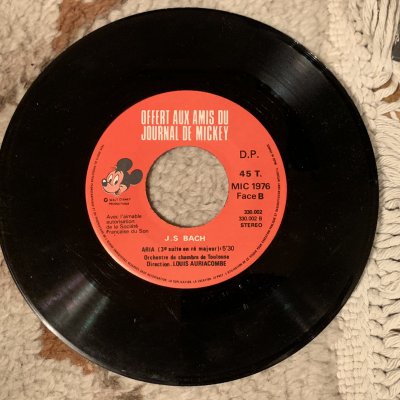 OFFERT AUX AMIS DU
JOURNAL DE MICKEY
D.P.
45 T.
MIC 1976
Face B
WALT DISNEY
PRODUCTIONS
Avec l'aimable
autorisation
de la Société
Française du Son
330.002
330.002 B
STEREO
J.S BACH
ARIA (3e suite en ré majeur) (5'30
Orchestre de chambre de Toulouse
Direction: LOUIS AURIACOMBE